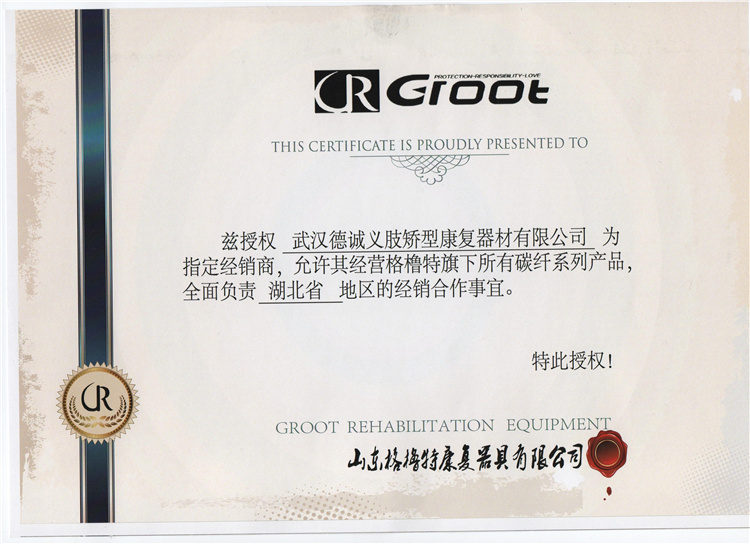 PROTECTION-RESPONSIBILITY-LOVE
GR Groot
THIS CERTIFICATE IS PROUDLY PRESENTED TO
兹授权 武汉德诚义肢矫型康复器材有限公司 为
指定经销商，允许其经营格橹特旗下所有碳纤系列产品，
全面负责 湖北省 地区的经销合作事宜。
特此授权！
GR
GROOT REHABILITATION EQUIPMENT
山东格橹特康复器具有限公司